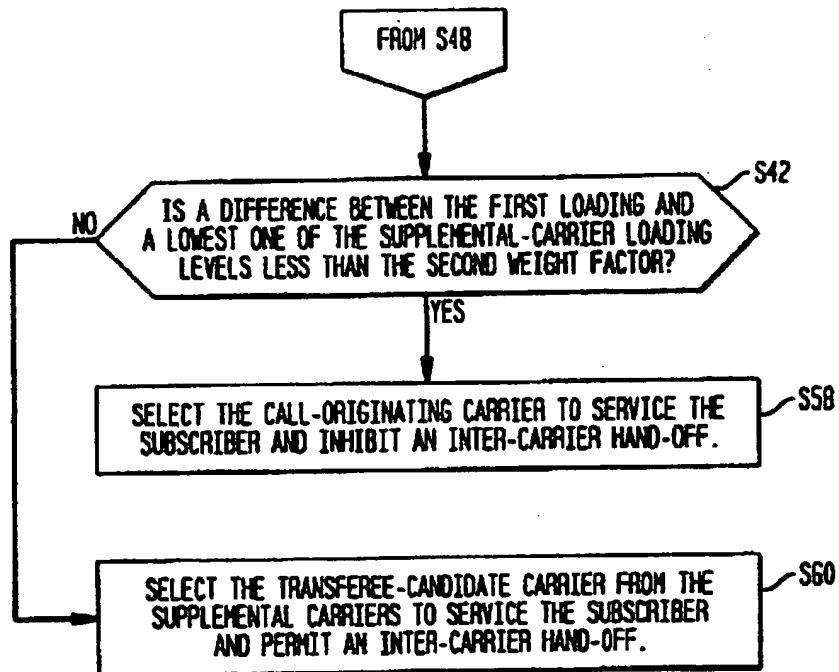 FROM S48
S42
IS A DIFFERENCE BETWEEN THE FIRST LOADING AND
A LOWEST ONE OF THE SUPPLEMENTAL-CARRIER LOADING
LEVELS LESS THAN THE SECOND WEIGHT FACTOR?
NO
YES
SELECT THE CALL-ORIGINATING CARRIER TO SERVICE THE
SUBSCRIBER AND INHIBIT AN INTER-CARRIER HAND-OFF.
S58
SELECT THE TRANSFEREE-CANDIDATE CARRIER FROM THE
SUPPLEMENTAL CARRIERS TO SERVICE THE SUBSCRIBER
AND PERMIT AN INTER-CARRIER HAND-OFF.
S60